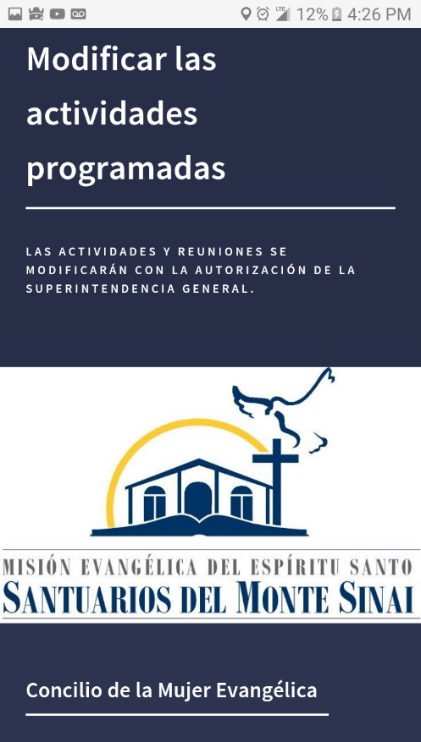 12% 4:26 PM
Modificar las
actividades
programadas
LAS ACTIVIDADES Y REUNIONES SE
MODIFICARÁN CON LA AUTORIZACIÓN DE LA
SUPERINTENDENCIA GENERAL.
MISIÓN EVANGÉLICA DEL ESPÍRITU SANTO
SANTUARIOS DEL MONTE SINAI
Concilio de la Mujer Evangélica